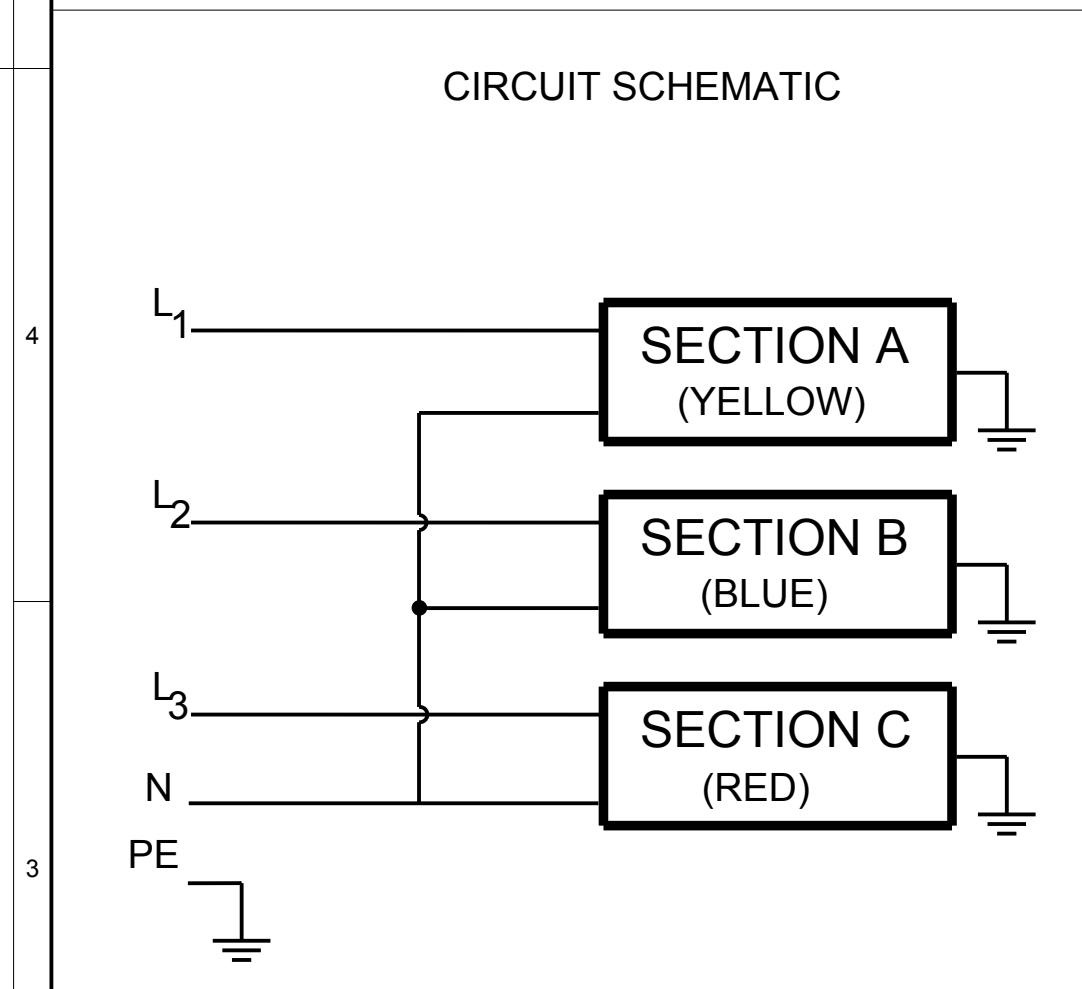 CIRCUIT SCHEMATIC
L1
SECTION A
(YELLOW)
4
L2
SECTION B
(BLUE)
L3
SECTION C
(RED)
N
PE
3